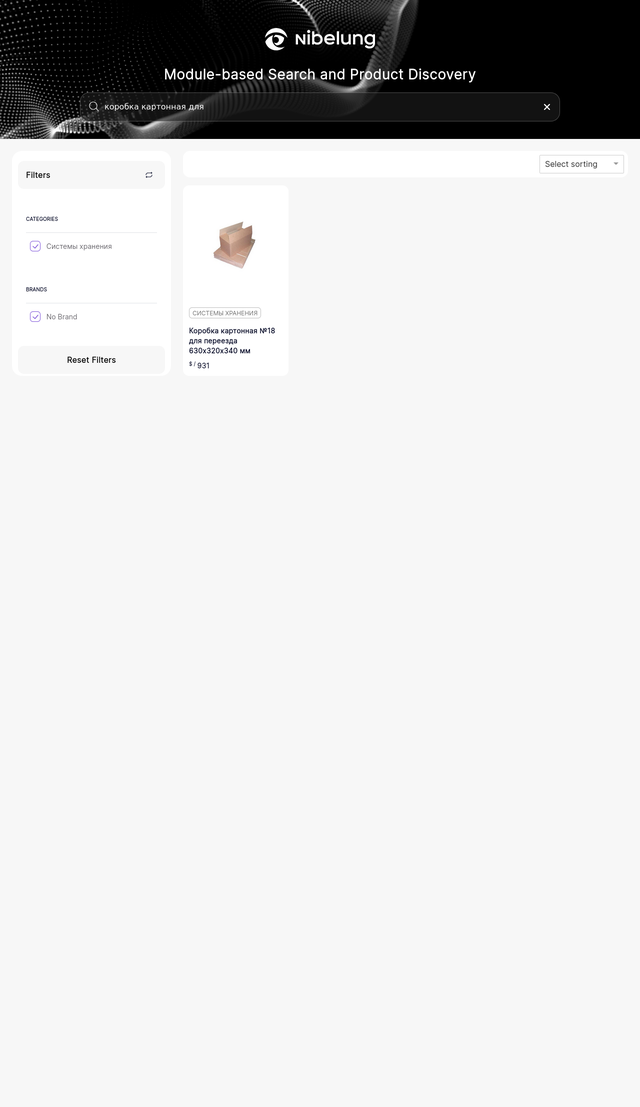 Nibelung
Module-based Search and Product Discovery
коробка картонная для
Filters
CATEGORIES
Системы хранения
BRANDS
No Brand
Reset Filters
Select sorting
СИСТЕМЫ ХРАНЕНИЯ
Коробка картонная №18
для переезда
630х320х340 мм
$ / 931